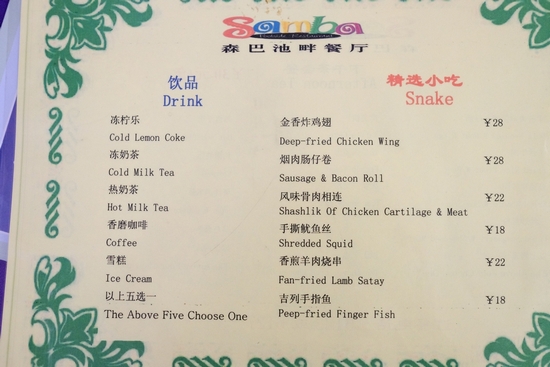 Samba
森巴池畔餐厅
饮品
Drink
冻柠乐
Cold Lemon Coke
冻奶茶
Cold Milk Tea
热奶茶
Hot Milk Tea
香磨咖啡
Coffee
雪糕
Ice Cream
以上五选一
The Above Five Choose One
精选小吃
Snake
金香炸鸡翅 ¥28
Deep-fried Chicken Wing
烟肉肠仔卷 ¥28
Sausage & Bacon Roll
风味骨肉相连 ¥22
Shashlik Of Chicken Cartilage & Meat
手撕鱿鱼丝 ¥18
Shredded Squid
香煎羊肉烧串 ¥22
Fan-fried Lamb Satay
吉列手指鱼 ¥18
Peep-fried Finger Fish